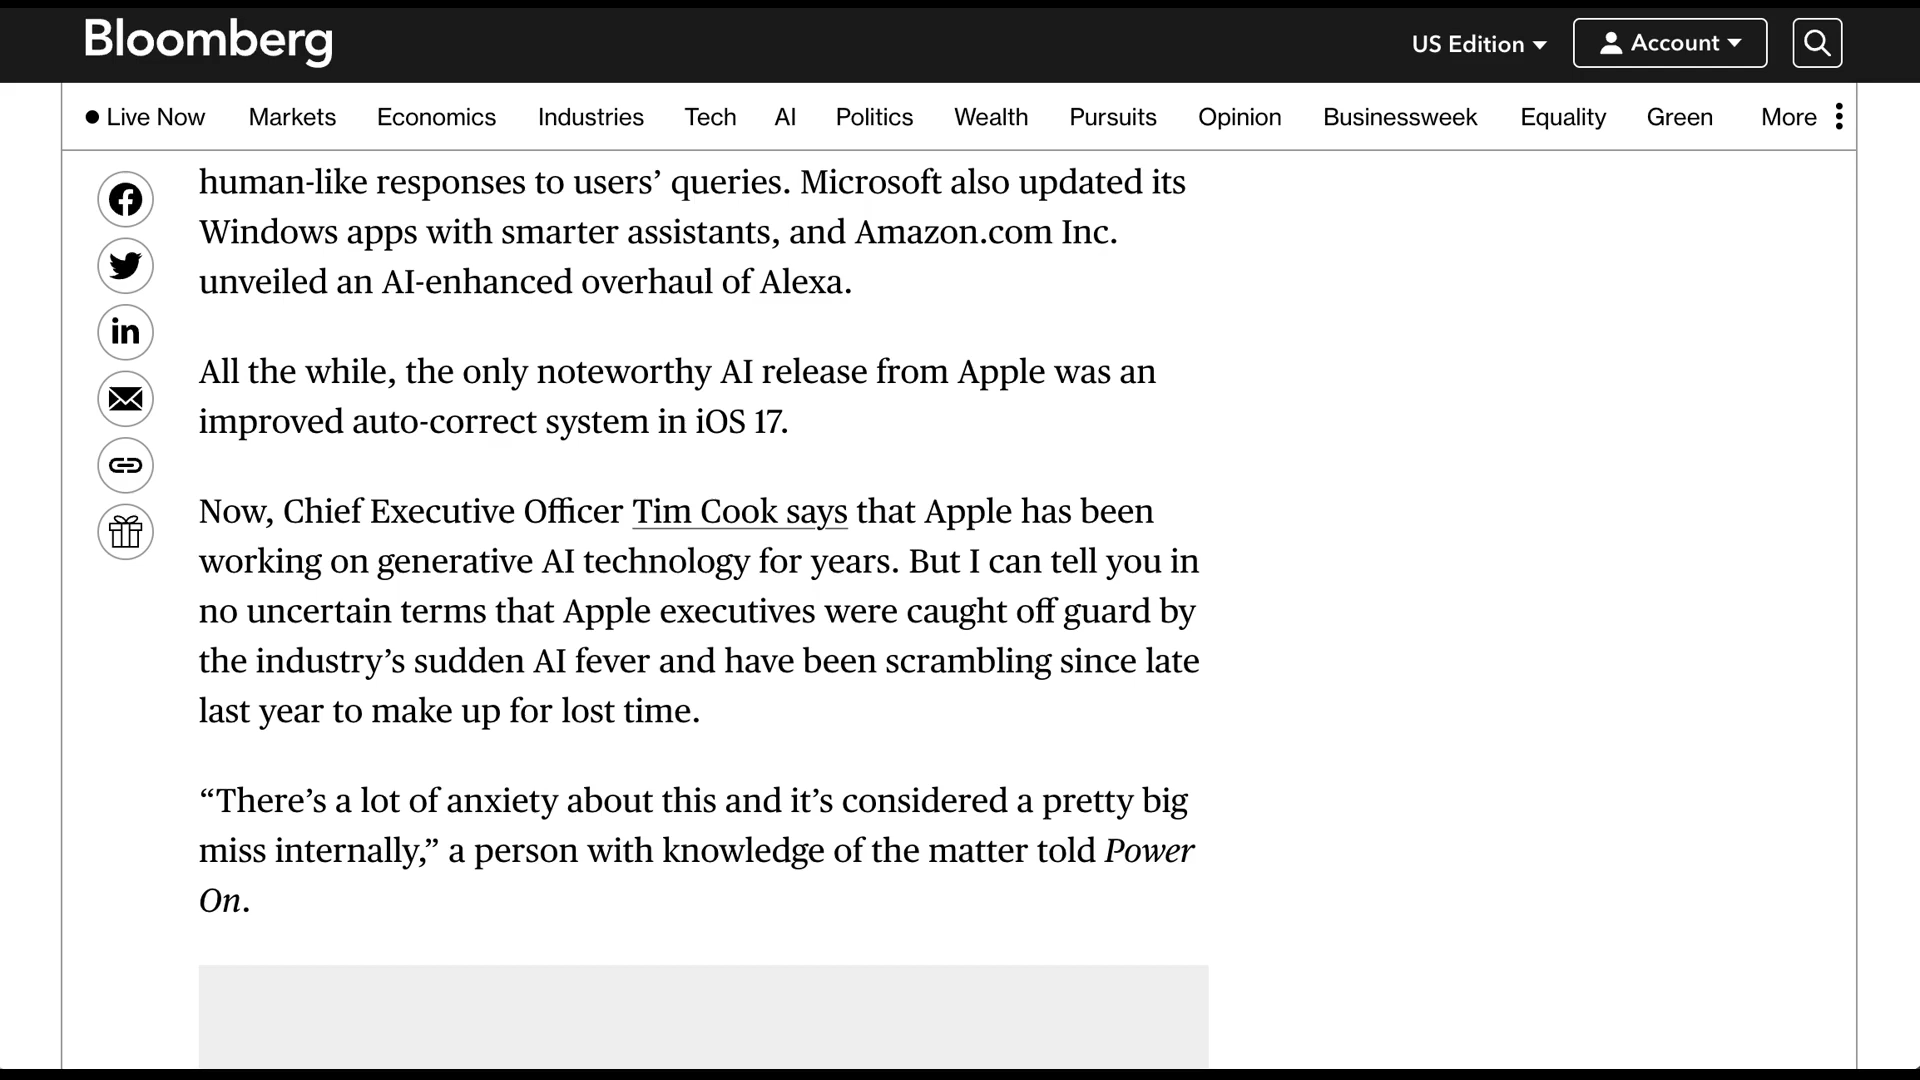 Bloomberg
US Edition
Account
Live Now Markets Economics Industries Tech AI Politics Wealth Pursuits Opinion Businessweek Equality Green More
human-like responses to users’ queries. Microsoft also updated its
Windows apps with smarter assistants, and Amazon.com Inc.
unveiled an AI-enhanced overhaul of Alexa.
All the while, the only noteworthy AI release from Apple was an
improved auto-correct system in iOS 17.
Now, Chief Executive Officer Tim Cook says that Apple has been
working on generative AI technology for years. But I can tell you in
no uncertain terms that Apple executives were caught off guard by
the industry’s sudden AI fever and have been scrambling since late
last year to make up for lost time.
“There’s a lot of anxiety about this and it’s considered a pretty big
miss internally,” a person with knowledge of the matter told Power
On.